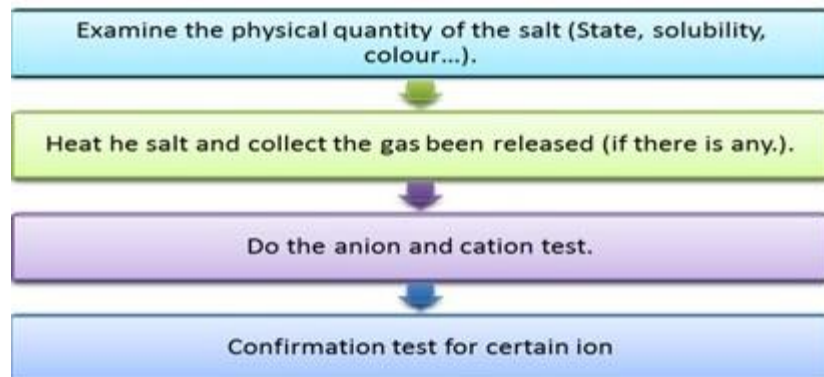 Examine the physical quantity of the salt (State, solubility,
colour...).
Heat he salt and collect the gas been released (if there is any.).
Do the anion and cation test.
Confirmation test for certain ion